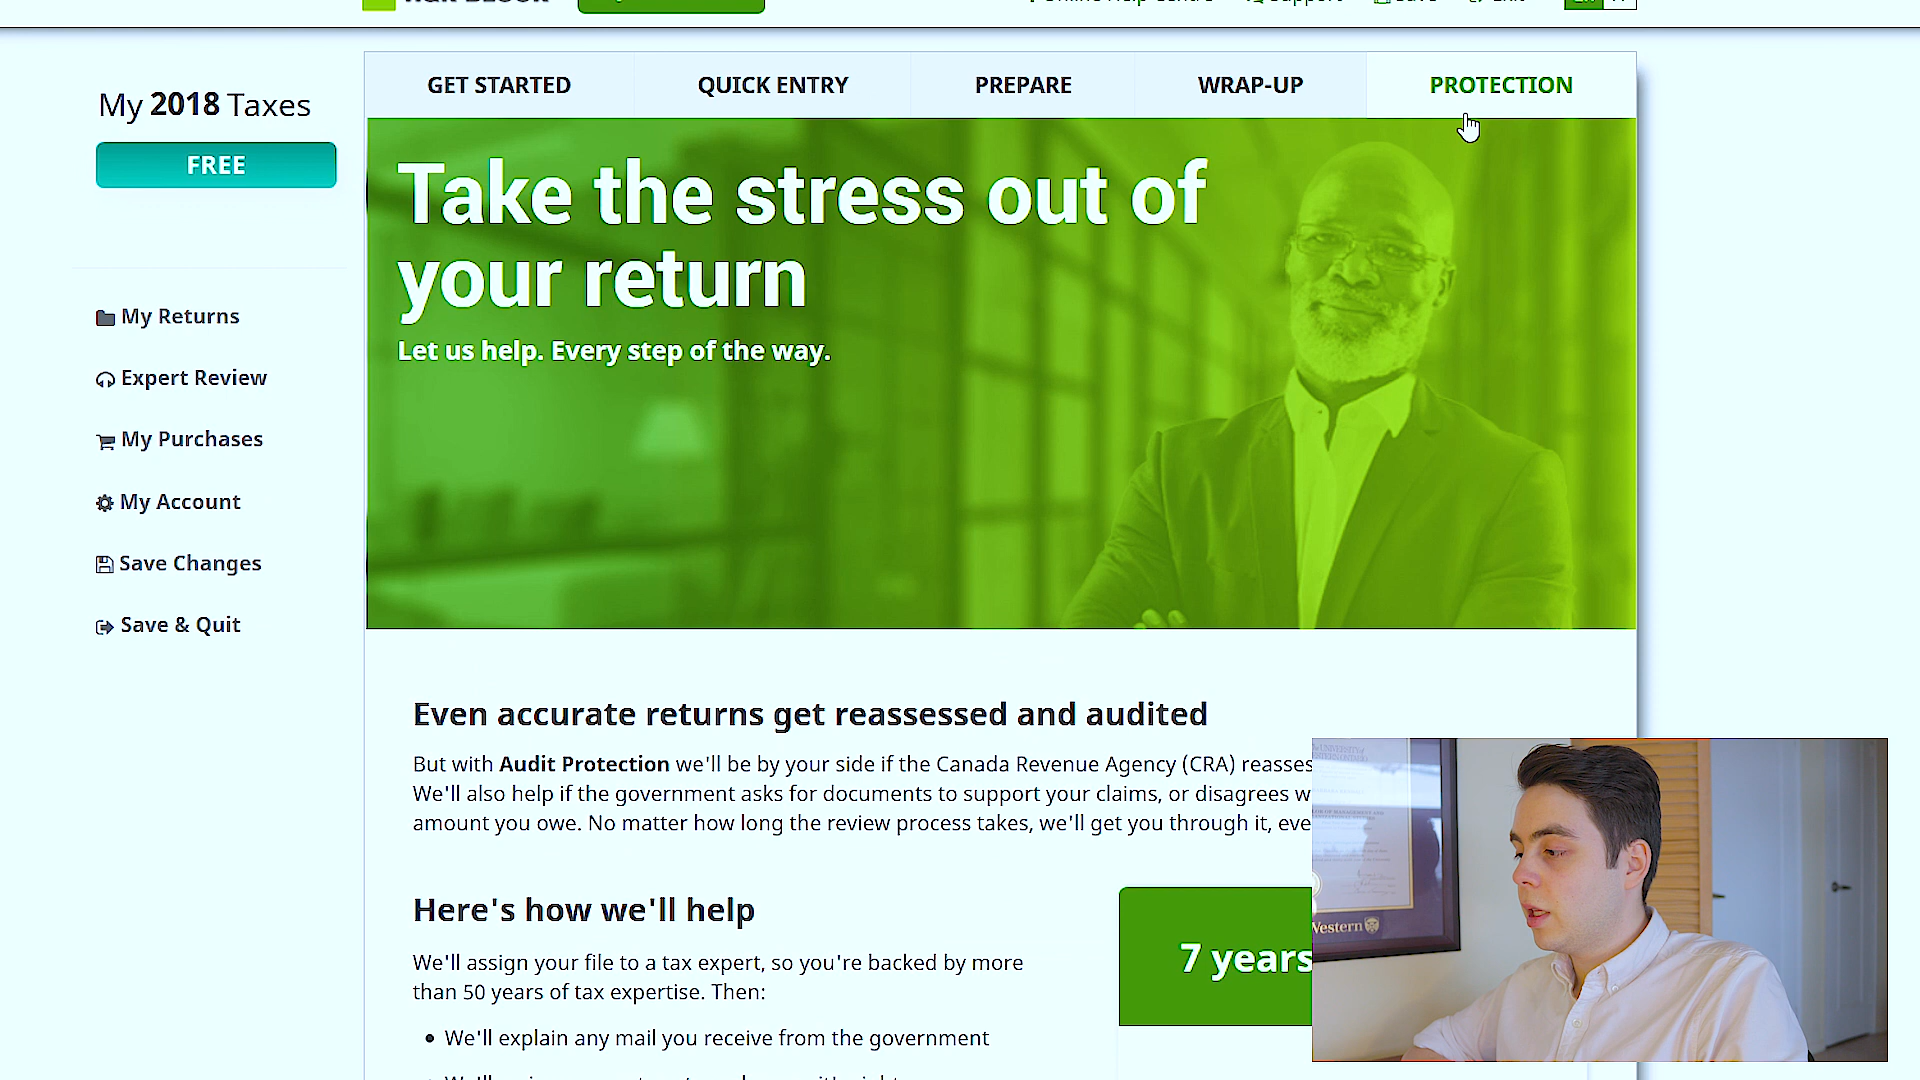 My 2018 Taxes
FREE
My Returns
Expert Review
My Purchases
My Account
Save Changes
Save & Quit
GET STARTED QUICK ENTRY PREPARE WRAP-UP PROTECTION
Take the stress out of
your return
Let us help. Every step of the way.
Even accurate returns get reassessed and audited
But with Audit Protection we'll be by your side if the Canada Revenue Agency (CRA) reasses
We'll also help if the government asks for documents to support your claims, or disagrees w
amount you owe. No matter how long the review process takes, we'll get you through it, eve
Here's how we'll help
We'll assign your file to a tax expert, so you're backed by more
than 50 years of tax expertise. Then:
• We'll explain any mail you receive from the government
7 years
Western